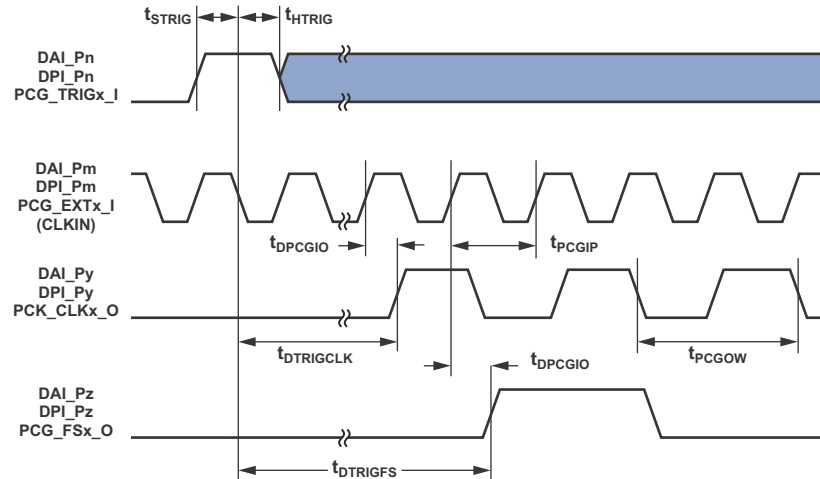 tSTRIG
tHTRIG
DAI_Pn
DPI_Pn
PCG_TRIGx_I
DAI_Pm
DPI_Pm
PCG_EXTx_I
(CLKIN)
tDPCGIO
tPCGIP
DAI_Py
DPI_Py
PCK_CLKx_O
tDTRIGCLK
tDPCGIO
tPCGOW
DAI_Pz
DPI_Pz
PCG_FSx_O
tDTRIGFS